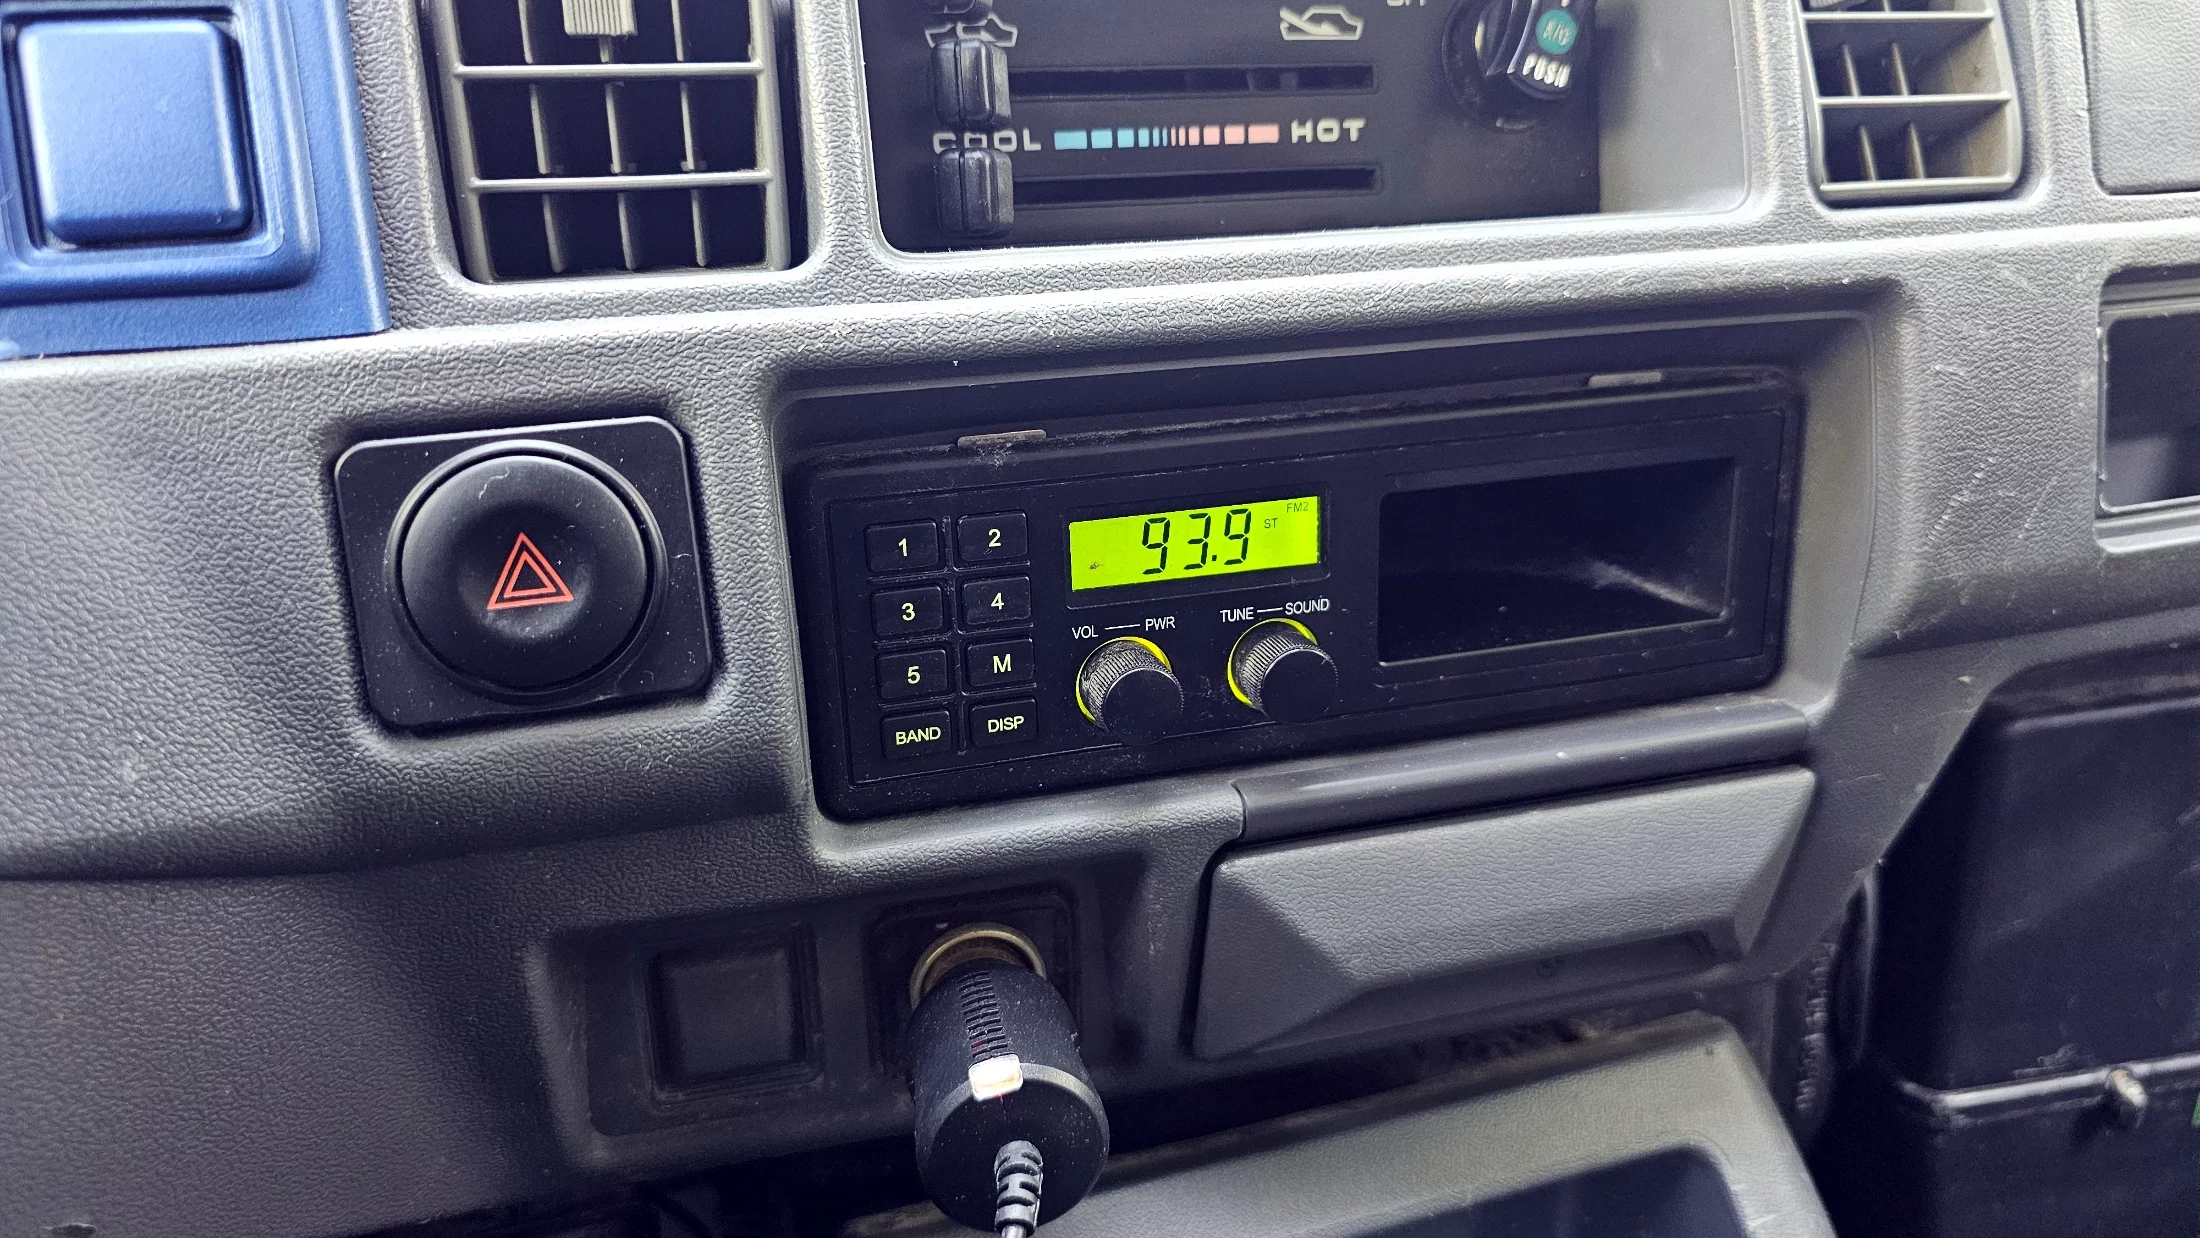 A/C
PUSH
COOL HOT
FM2
93.9 ST
1 2
3 4
5 M
BAND DISP
VOL PWR
TUNE SOUND